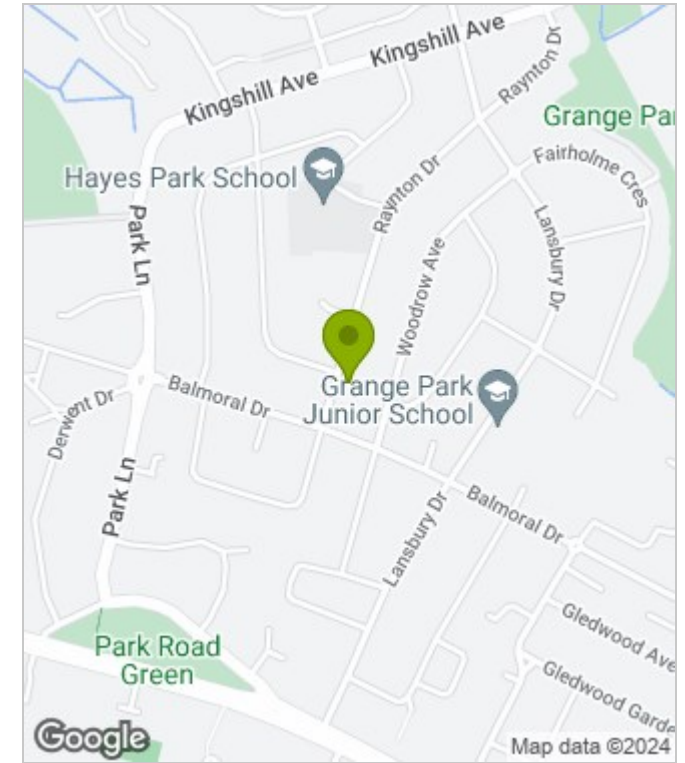 Kingshill Ave
Kingshill Ave
Raynton Dr
Grange Pa
Fairholme Cres
Hayes Park School
Raynton Dr
Park Ln
Lansbury Dr
Woodrow Ave
Grange Park
Junior School
Balmoral Dr
Derwent Dr
Park Ln
Balmoral Dr
Lansbury Dr
Gledwood Ave
Park Road
Green
Gledwood Garde
Google
Map data ©2024